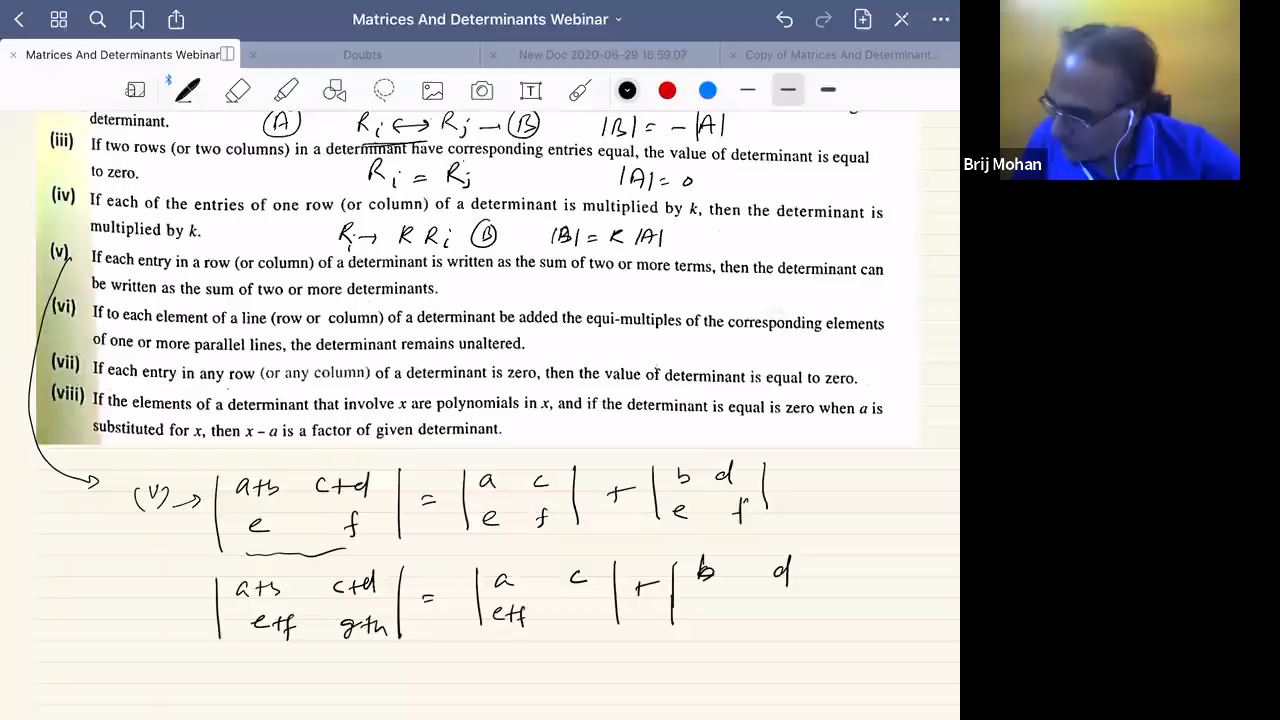 Matrices And Determinants Webinar
Matrices And Determinants Webinar Doubts New Doc 2020-06-29 16:59.07 Copy of Matrices And Determinant...
determinant. (A) Ri ↔ Rj → (B) |B| = - |A|
(iii) If two rows (or two columns) in a determinant have corresponding entries equal, the value of determinant is equal
to zero. Ri = Rj |A| = 0
(iv) If each of the entries of one row (or column) of a determinant is multiplied by k, then the determinant is
multiplied by k. Ri → K Ri (B) |B| = K |A|
(v) If each entry in a row (or column) of a determinant is written as the sum of two or more terms, then the determinant can
be written as the sum of two or more determinants.
(vi) If to each element of a line (row or column) of a determinant be added the equi-multiples of the corresponding elements
of one or more parallel lines, the determinant remains unaltered.
(vii) If each entry in any row (or any column) of a determinant is zero, then the value of determinant is equal to zero.
(viii) If the elements of a determinant that involve x are polynomials in x, and if the determinant is equal is zero when a is
substituted for x, then x – a is a factor of given determinant.
(V) → | a+b c+d | = | a c | + | b d |
| e f | | e f | | e f |
| a+b c+d | = | a c | + | b d
| e+f g+h | | e+f |
Brij Mohan